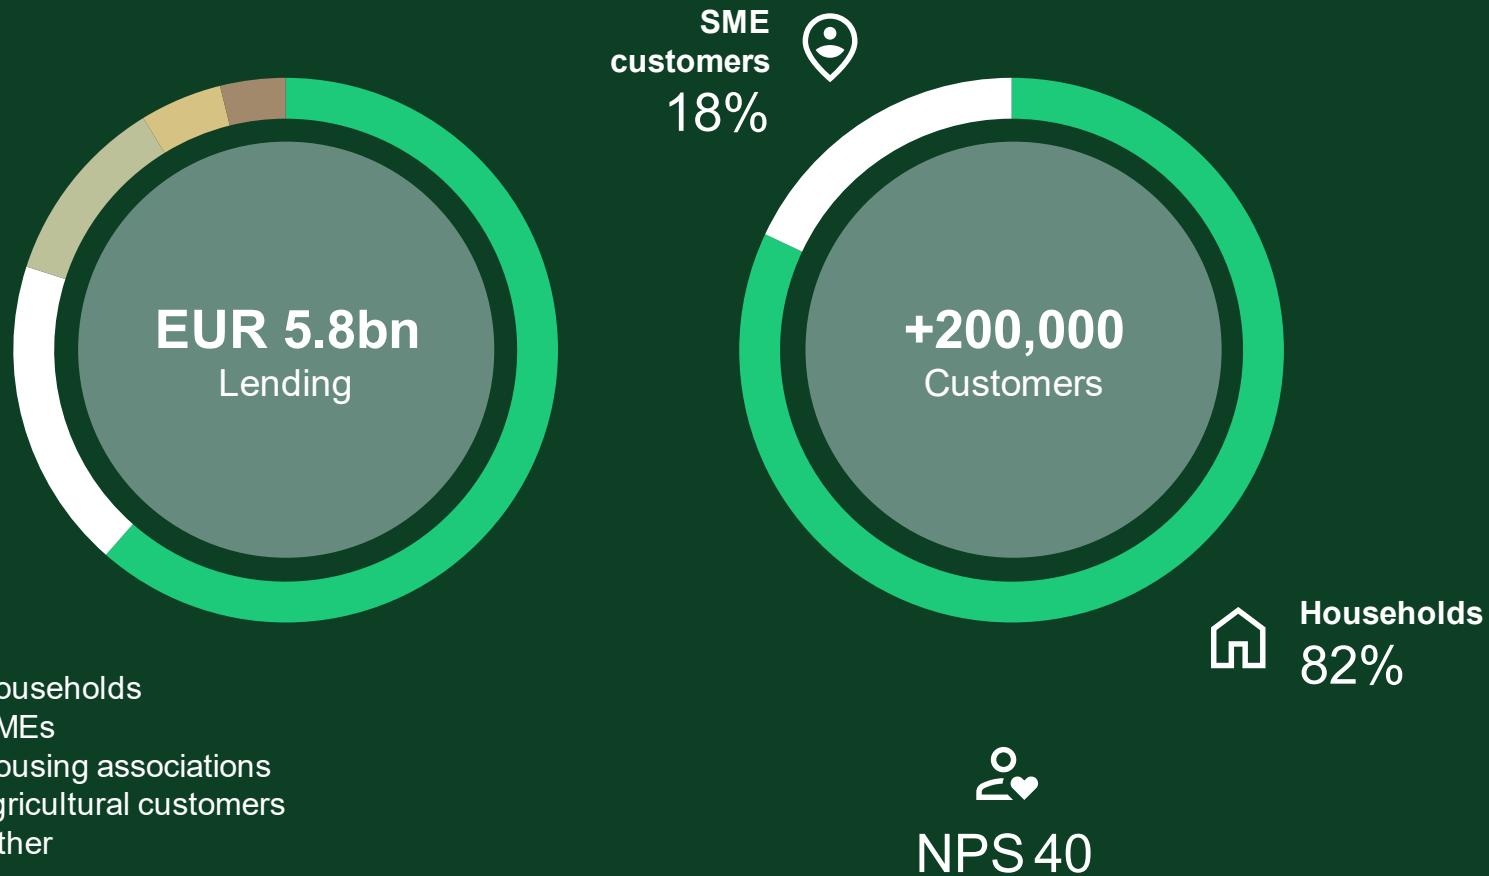 SME
customers
18%
EUR 5.8bn
Lending
+200,000
Customers
Households
82%
ouseholds
MEs
ousing associations
gricultural customers
ther
NPS 40